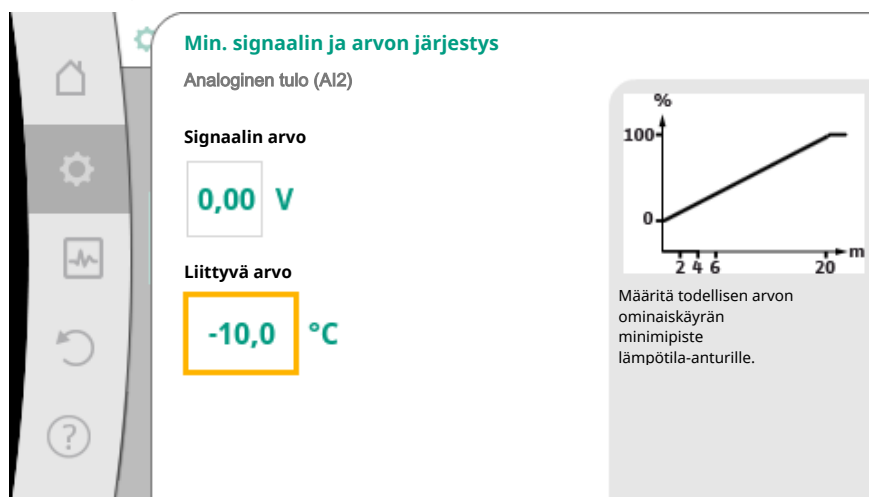 Min. signaalin ja arvon järjestys
Analoginen tulo (AI2)
Signaalin arvo
0,00 V
Liittyvä arvo
-10,0 °C
%
100
0
2 4 6 20 m
Määritä todellisen arvon
ominaiskäyrän
minimipiste
lämpötila-anturille.
?